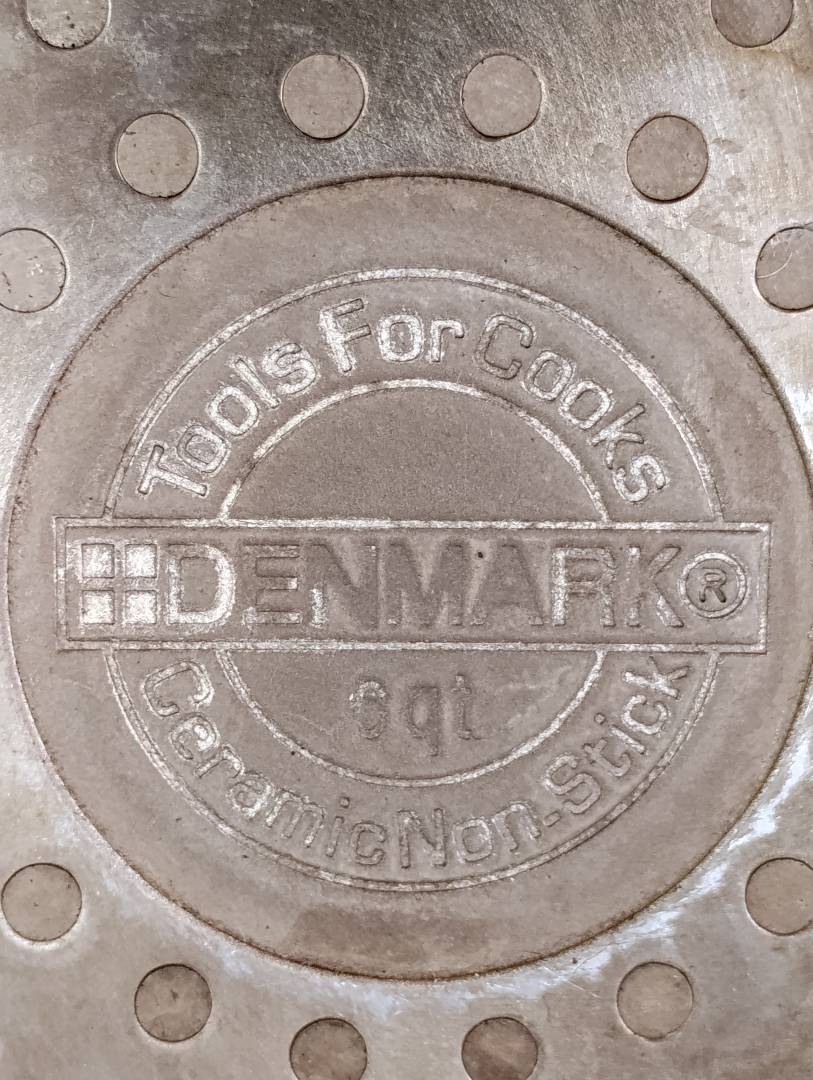 Tools For Cooks
DENMARK®
6qt
Ceramic Non-Stick